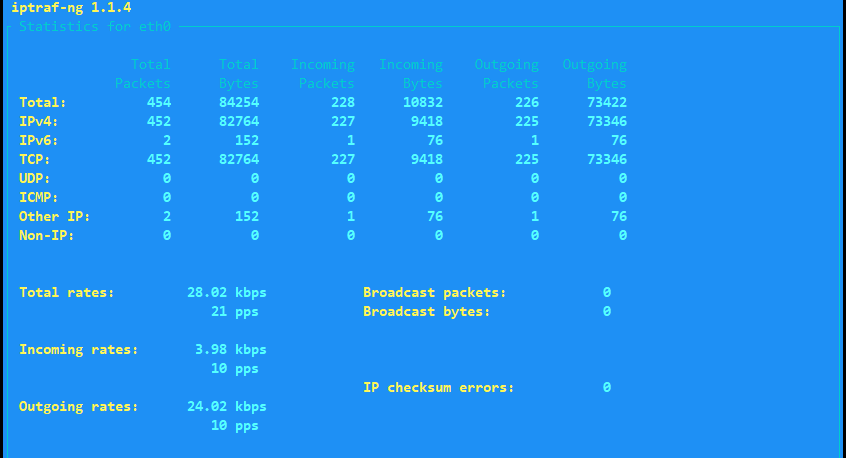 iptraf-ng 1.1.4
Statistics for eth0
Total Total Incoming Incoming Outgoing Outgoing
Packets Bytes Packets Bytes Packets Bytes
Total: 454 84254 228 10832 226 73422
IPv4: 452 82764 227 9418 225 73346
IPv6: 2 152 1 76 1 76
TCP: 452 82764 227 9418 225 73346
UDP: 0 0 0 0 0 0
ICMP: 0 0 0 0 0 0
Other IP: 2 152 1 76 1 76
Non-IP: 0 0 0 0 0 0
Total rates: 28.02 kbps Broadcast packets: 0
21 pps Broadcast bytes: 0
Incoming rates: 3.98 kbps
10 pps
IP checksum errors: 0
Outgoing rates: 24.02 kbps
10 pps